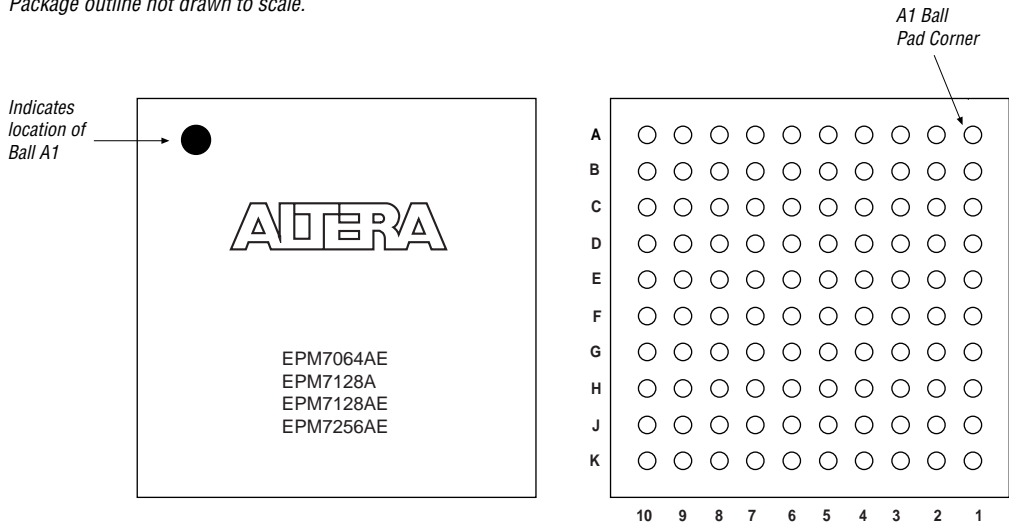 Package outline not drawn to scale.
A1 Ball
Pad Corner
Indicates
location of
Ball A1
ALTERA
EPM7064AE
EPM7128A
EPM7128AE
EPM7256AE
A
B
C
D
E
F
G
H
J
K
10 9 8 7 6 5 4 3 2 1